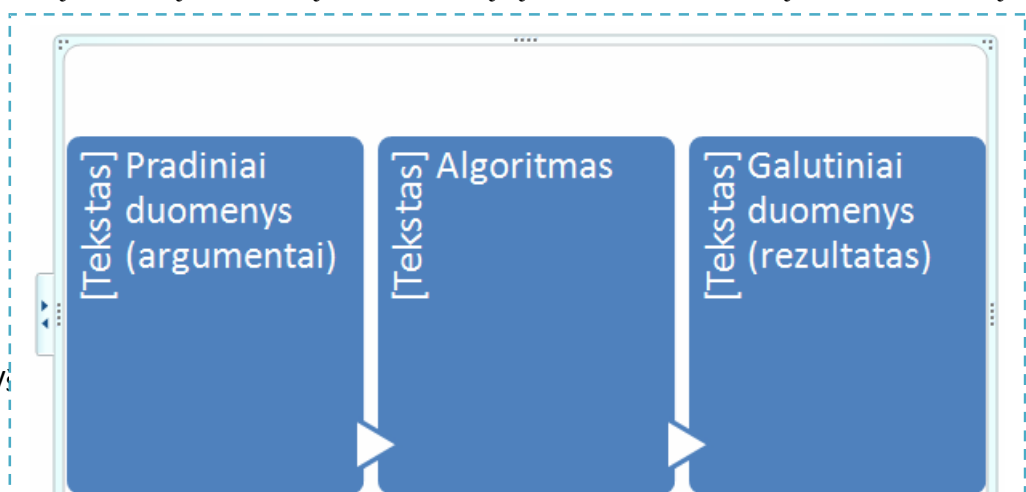 [Tekstas]
Pradiniai
duomenys
(argumentai)
[Tekstas]
Algoritmas
[Tekstas]
Galutiniai
duomenys
(rezultatas)